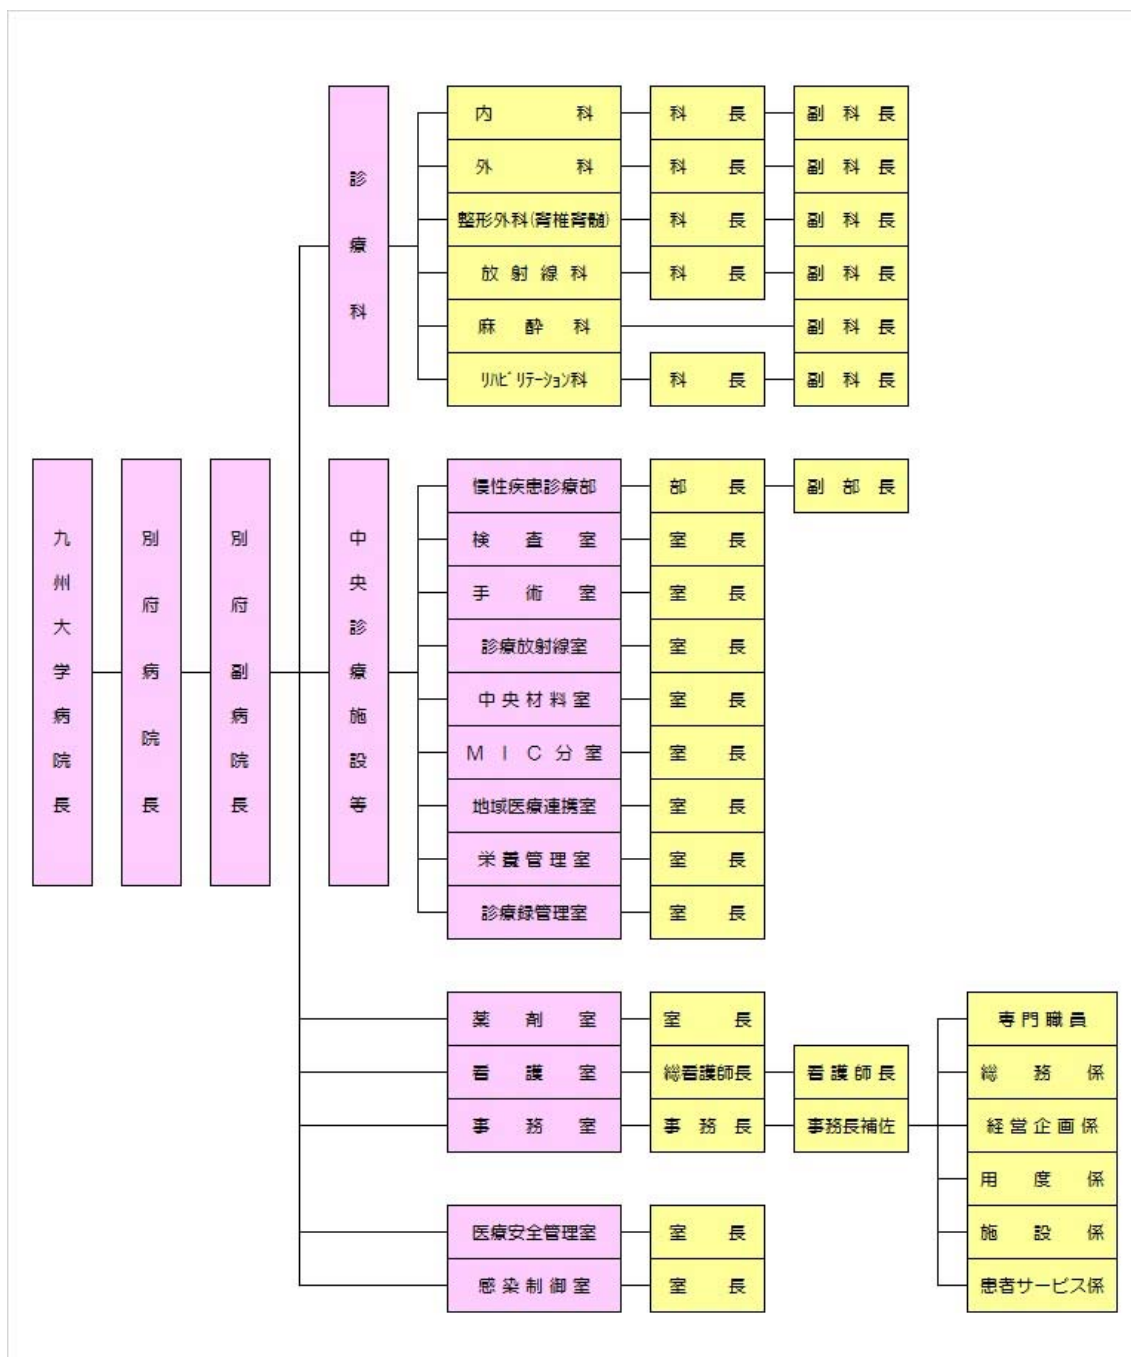 九州大学病院長
別府病院長
別府副病院長
診療科
内科 科長 副科長
外科 科長 副科長
整形外科(脊椎脊髄) 科長 副科長
放射線科 科長 副科長
麻酔科 副科長
ﾘﾊﾋﾞﾘﾃｰｼｮﾝ科 科長 副科長
中央診療施設等
慢性疾患診療部 部長 副部長
検査室 室長
手術室 室長
診療放射線室 室長
中央材料室 室長
ＭＩＣ分室 室長
地域医療連携室 室長
栄養管理室 室長
診療録管理室 室長
薬剤室 室長
看護室 総看護師長 看護師長
事務室 事務長 事務長補佐
専門職員
総務係
経営企画係
用度係
施設係
患者サービス係
医療安全管理室 室長
感染制御室 室長